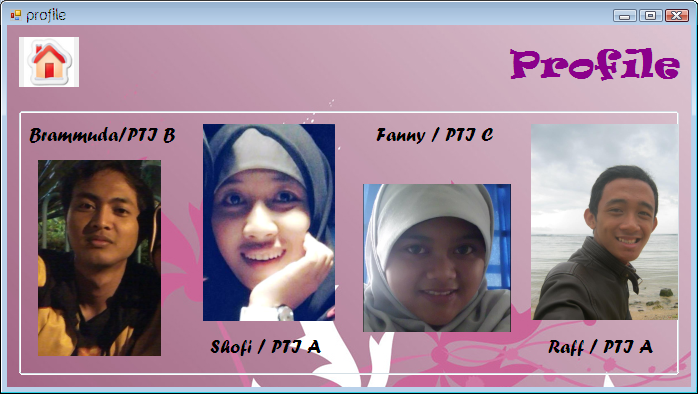 profile
Profile
Brammuda/PTI B
Fanny / PTI C
Shofi / PTI A
Raff / PTI A